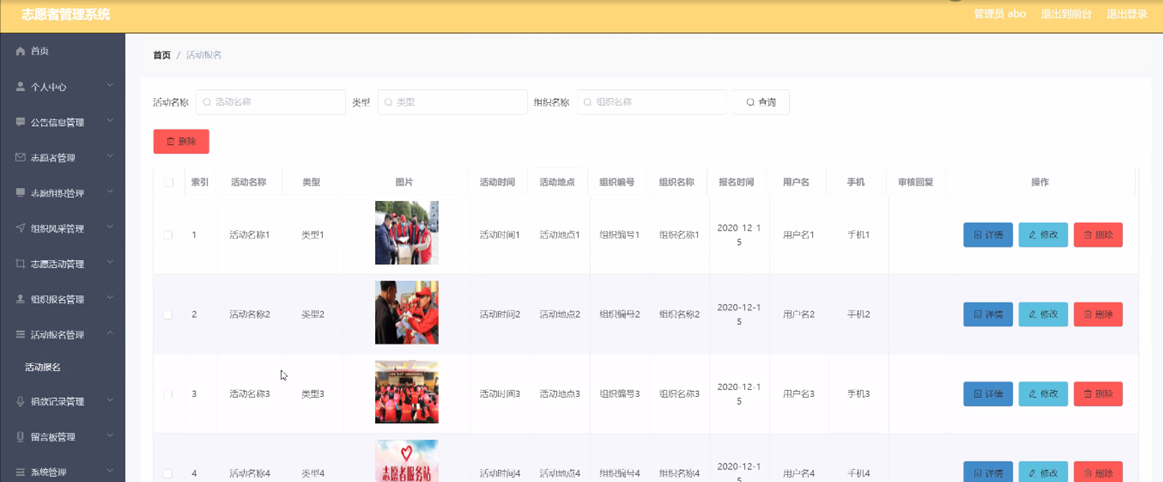 志愿者管理系统
管理员 abo 退出到前台 退出登录
首页
个人中心
公告信息管理
志愿者管理
志愿组织管理
组织风采管理
志愿活动管理
组织报名管理
活动报名管理
活动报名
捐款记录管理
留言板管理
系统管理
首页 / 活动报名
活动名称 活动名称 类型 类型 组织名称 组织名称 查询
删除
索引 活动名称 类型 图片 活动时间 活动地点 组织编号 组织名称 报名时间 用户名 手机 审核回复 操作
1 活动名称1 类型1 活动时间1 活动地点1 组织编号1 组织名称1 2020-12-15 用户名1 手机1 详情 修改 删除
2 活动名称2 类型2 活动时间2 活动地点2 组织编号2 组织名称2 2020-12-15 用户名2 手机2 详情 修改 删除
3 活动名称3 类型3 活动时间3 活动地点3 组织编号3 组织名称3 2020-12-15 用户名3 手机3 详情 修改 删除
4 活动名称4 类型4 志愿者服务站 活动时间4 活动地点4 组织编号4 组织名称4 2020-12-15 用户名4 手机4 详情 修改 删除